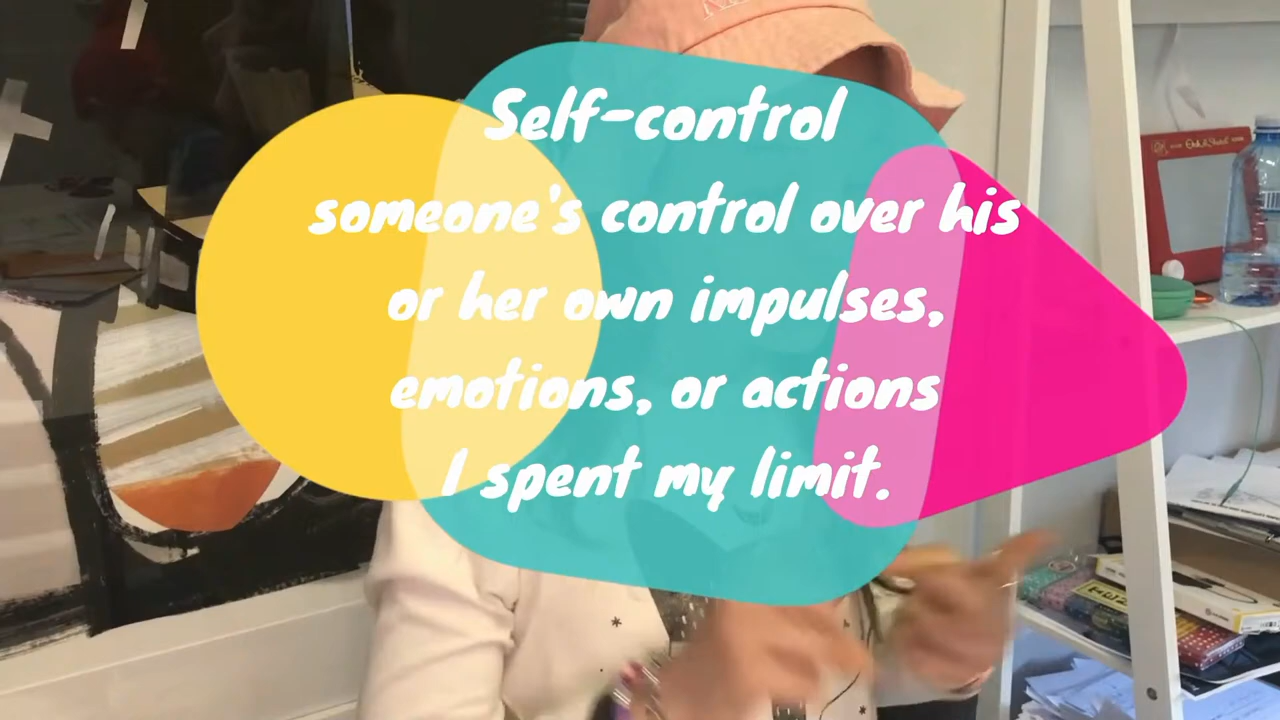 Self-control
someone's control over his
or her own impulses,
emotions, or actions
I spent my limit.